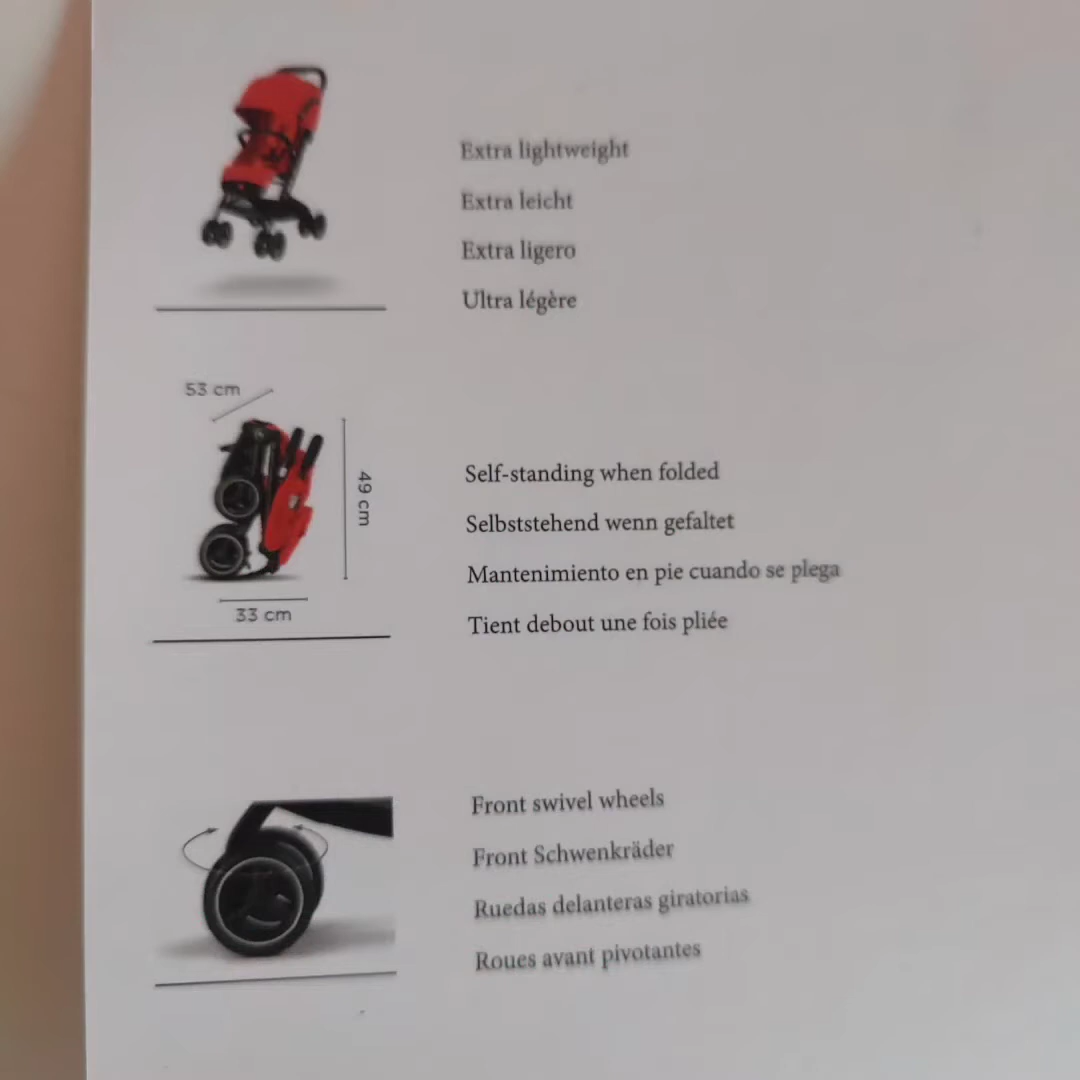 Extra lightweight
Extra leicht
Extra ligero
Ultra légère
53 cm
49 cm
33 cm
Self-standing when folded
Selbststehend wenn gefaltet
Mantenimiento en pie cuando se plega
Tient debout une fois pliée
Front swivel wheels
Front Schwenkräder
Ruedas delanteras giratorias
Roues avant pivotantes